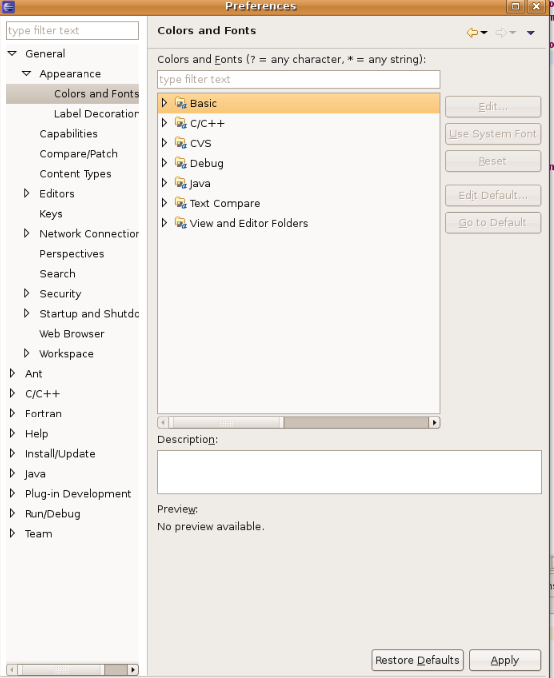 Preferences
type filter text
General
Appearance
Colors and Fonts
Label Decoration
Capabilities
Compare/Patch
Content Types
Editors
Keys
Network Connection
Perspectives
Search
Security
Startup and Shutdo
Web Browser
Workspace
Ant
C/C++
Fortran
Help
Install/Update
Java
Plug-in Development
Run/Debug
Team
Colors and Fonts
Colors and Fonts (? = any character, * = any string):
type filter text
Basic
C/C++
CVS
Debug
Java
Text Compare
View and Editor Folders
Edit...
Use System Font
Reset
Edit Default...
Go to Default
Description:
Preview:
No preview available.
Restore Defaults
Apply